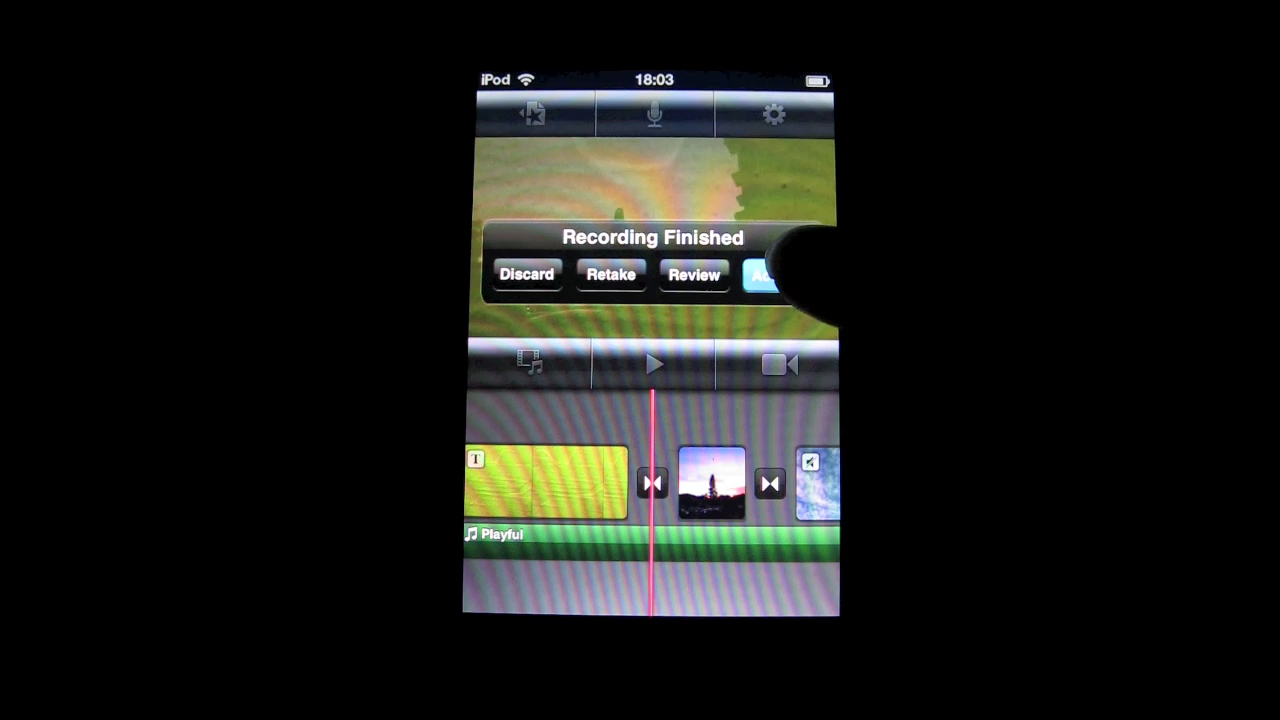 iPod 18:03
Recording Finished
Discard Retake Review
T
Playful